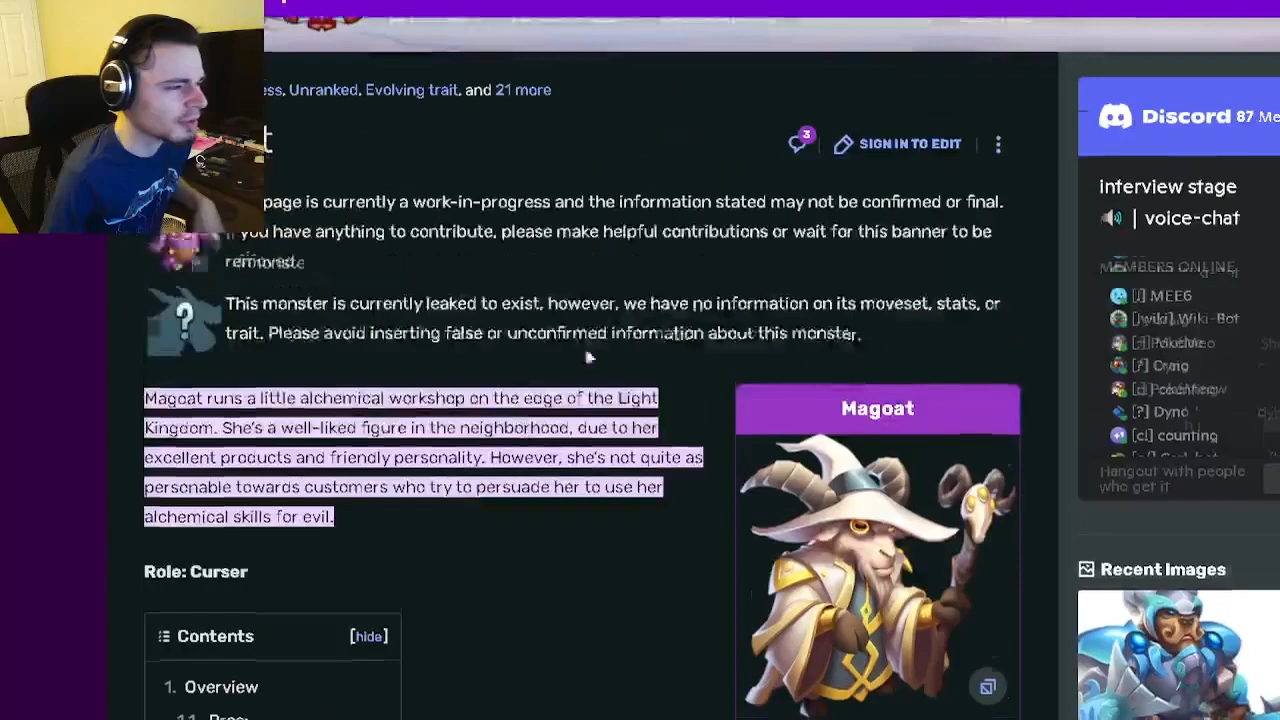 ess, Unranked, Evolving trait, and 21 more
t
3
SIGN IN TO EDIT
page is currently a work-in-progress and the information stated may not be confirmed or final.
If you have anything to contribute, please make helpful contributions or wait for this banner to be
removed.
This monster is currently leaked to exist, however, we have no information on its moveset, stats, or
trait. Please avoid inserting false or unconfirmed information about this monster.
Magoat runs a little alchemical workshop on the edge of the Light
Kingdom. She's a well-liked figure in the neighborhood, due to her
excellent products and friendly personality. However, she's not quite as
personable towards customers who try to persuade her to use her
alchemical skills for evil.
Role: Curser
Contents [hide]
1. Overview
Magoat
Discord 87 Me
interview stage
| voice-chat
MEMBERS ONLINE
[!] MEE6
[wiki] Wiki-Bot
[?] Craig
[?] Dyno
[c!] counting
Hangout with people
who get it
Recent Images